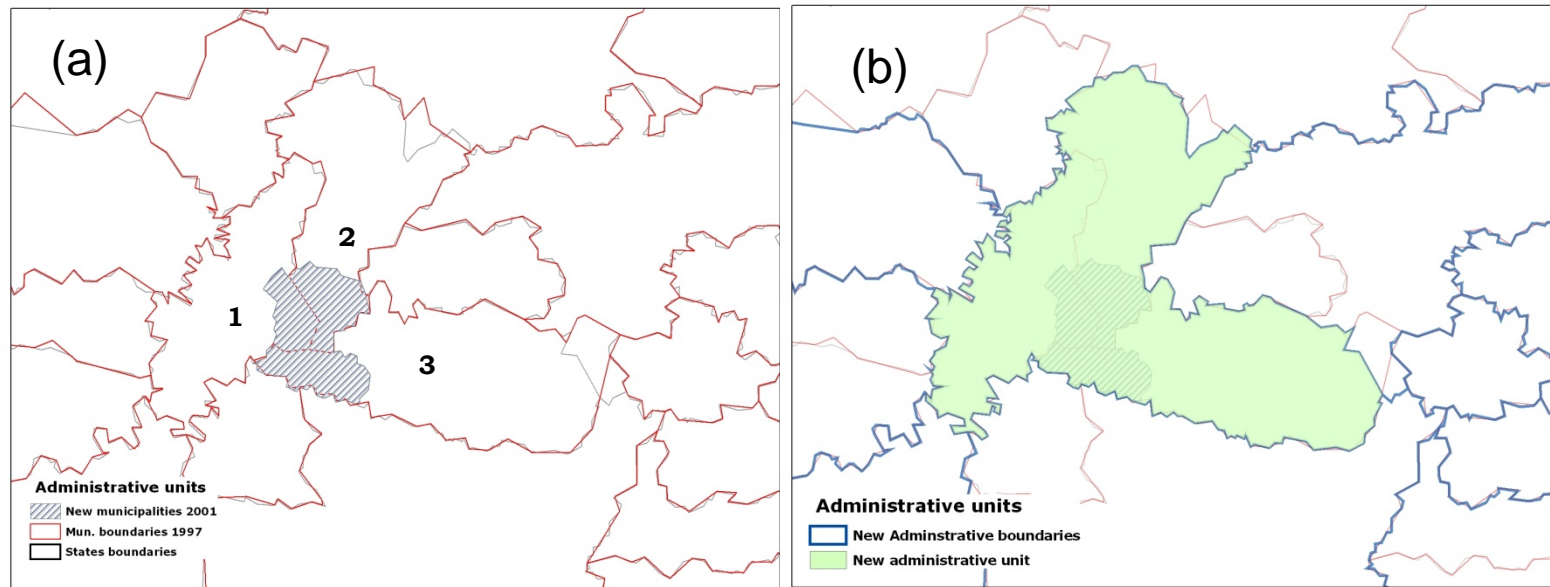 (a)
2
1
3
Administrative units
New municipalities 2001
Mun. boundaries 1997
States boundaries
(b)
Administrative units
New Adminstrative boundaries
New administrative unit